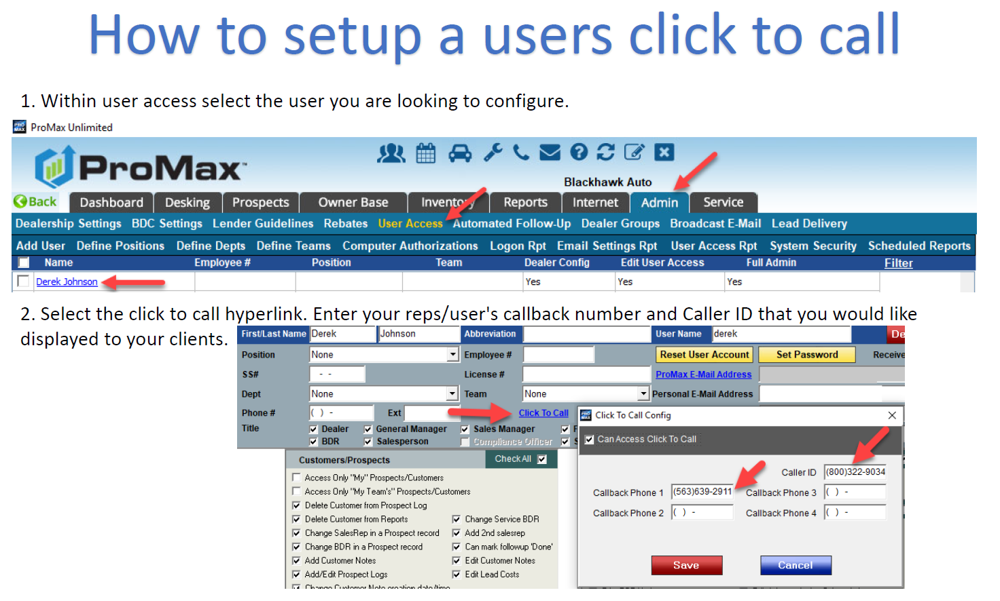 How to setup a users click to call
1. Within user access select the user you are looking to configure.
PRO MAX ProMax Unlimited
ProMax™
Blackhawk Auto
Back Dashboard Desking Prospects Owner Base Inventory Reports Internet Admin Service
Dealership Settings BDC Settings Lender Guidelines Rebates User Access Automated Follow-Up Dealer Groups Broadcast E-Mail Lead Delivery
Add User Define Positions Define Depts Define Teams Computer Authorizations Logon Rpt Email Settings Rpt User Access Rpt System Security Scheduled Reports
Name Employee # Position Team Dealer Config Edit User Access Full Admin Filter
Derek Johnson Yes Yes Yes
2. Select the click to call hyperlink. Enter your reps/user's callback number and Caller ID that you would like
displayed to your clients.
First/Last Name Derek Johnson Abbreviation User Name derek De
Position None Employee # Reset User Account Set Password Receive
SS# - - License # ProMax E-Mail Address
Dept None Team None Personal E-Mail Address
Phone # ( ) - Ext Click To Call
Title Dealer General Manager Sales Manager
BDR Salesperson Compliance Officer S
Customers/Prospects Check All
Access Only "My" Prospects/Customers
Access Only "My Team's" Prospects/Customers
Delete Customer from Prospect Log
Delete Customer from Reports Change Service BDR
Change SalesRep in a Prospect record Add 2nd salesrep
Change BDR in a Prospect record Can mark followup 'Done'
Add Customer Notes Edit Customer Notes
Add/Edit Prospect Logs Edit Lead Costs
Change Customer Note creation date/time
PRO MAX Click To Call Config
Can Access Click To Call
Caller ID (800)322-9034
Callback Phone 1 (563)639-2911 Callback Phone 3 ( ) -
Callback Phone 2 ( ) - Callback Phone 4 ( ) -
Save Cancel